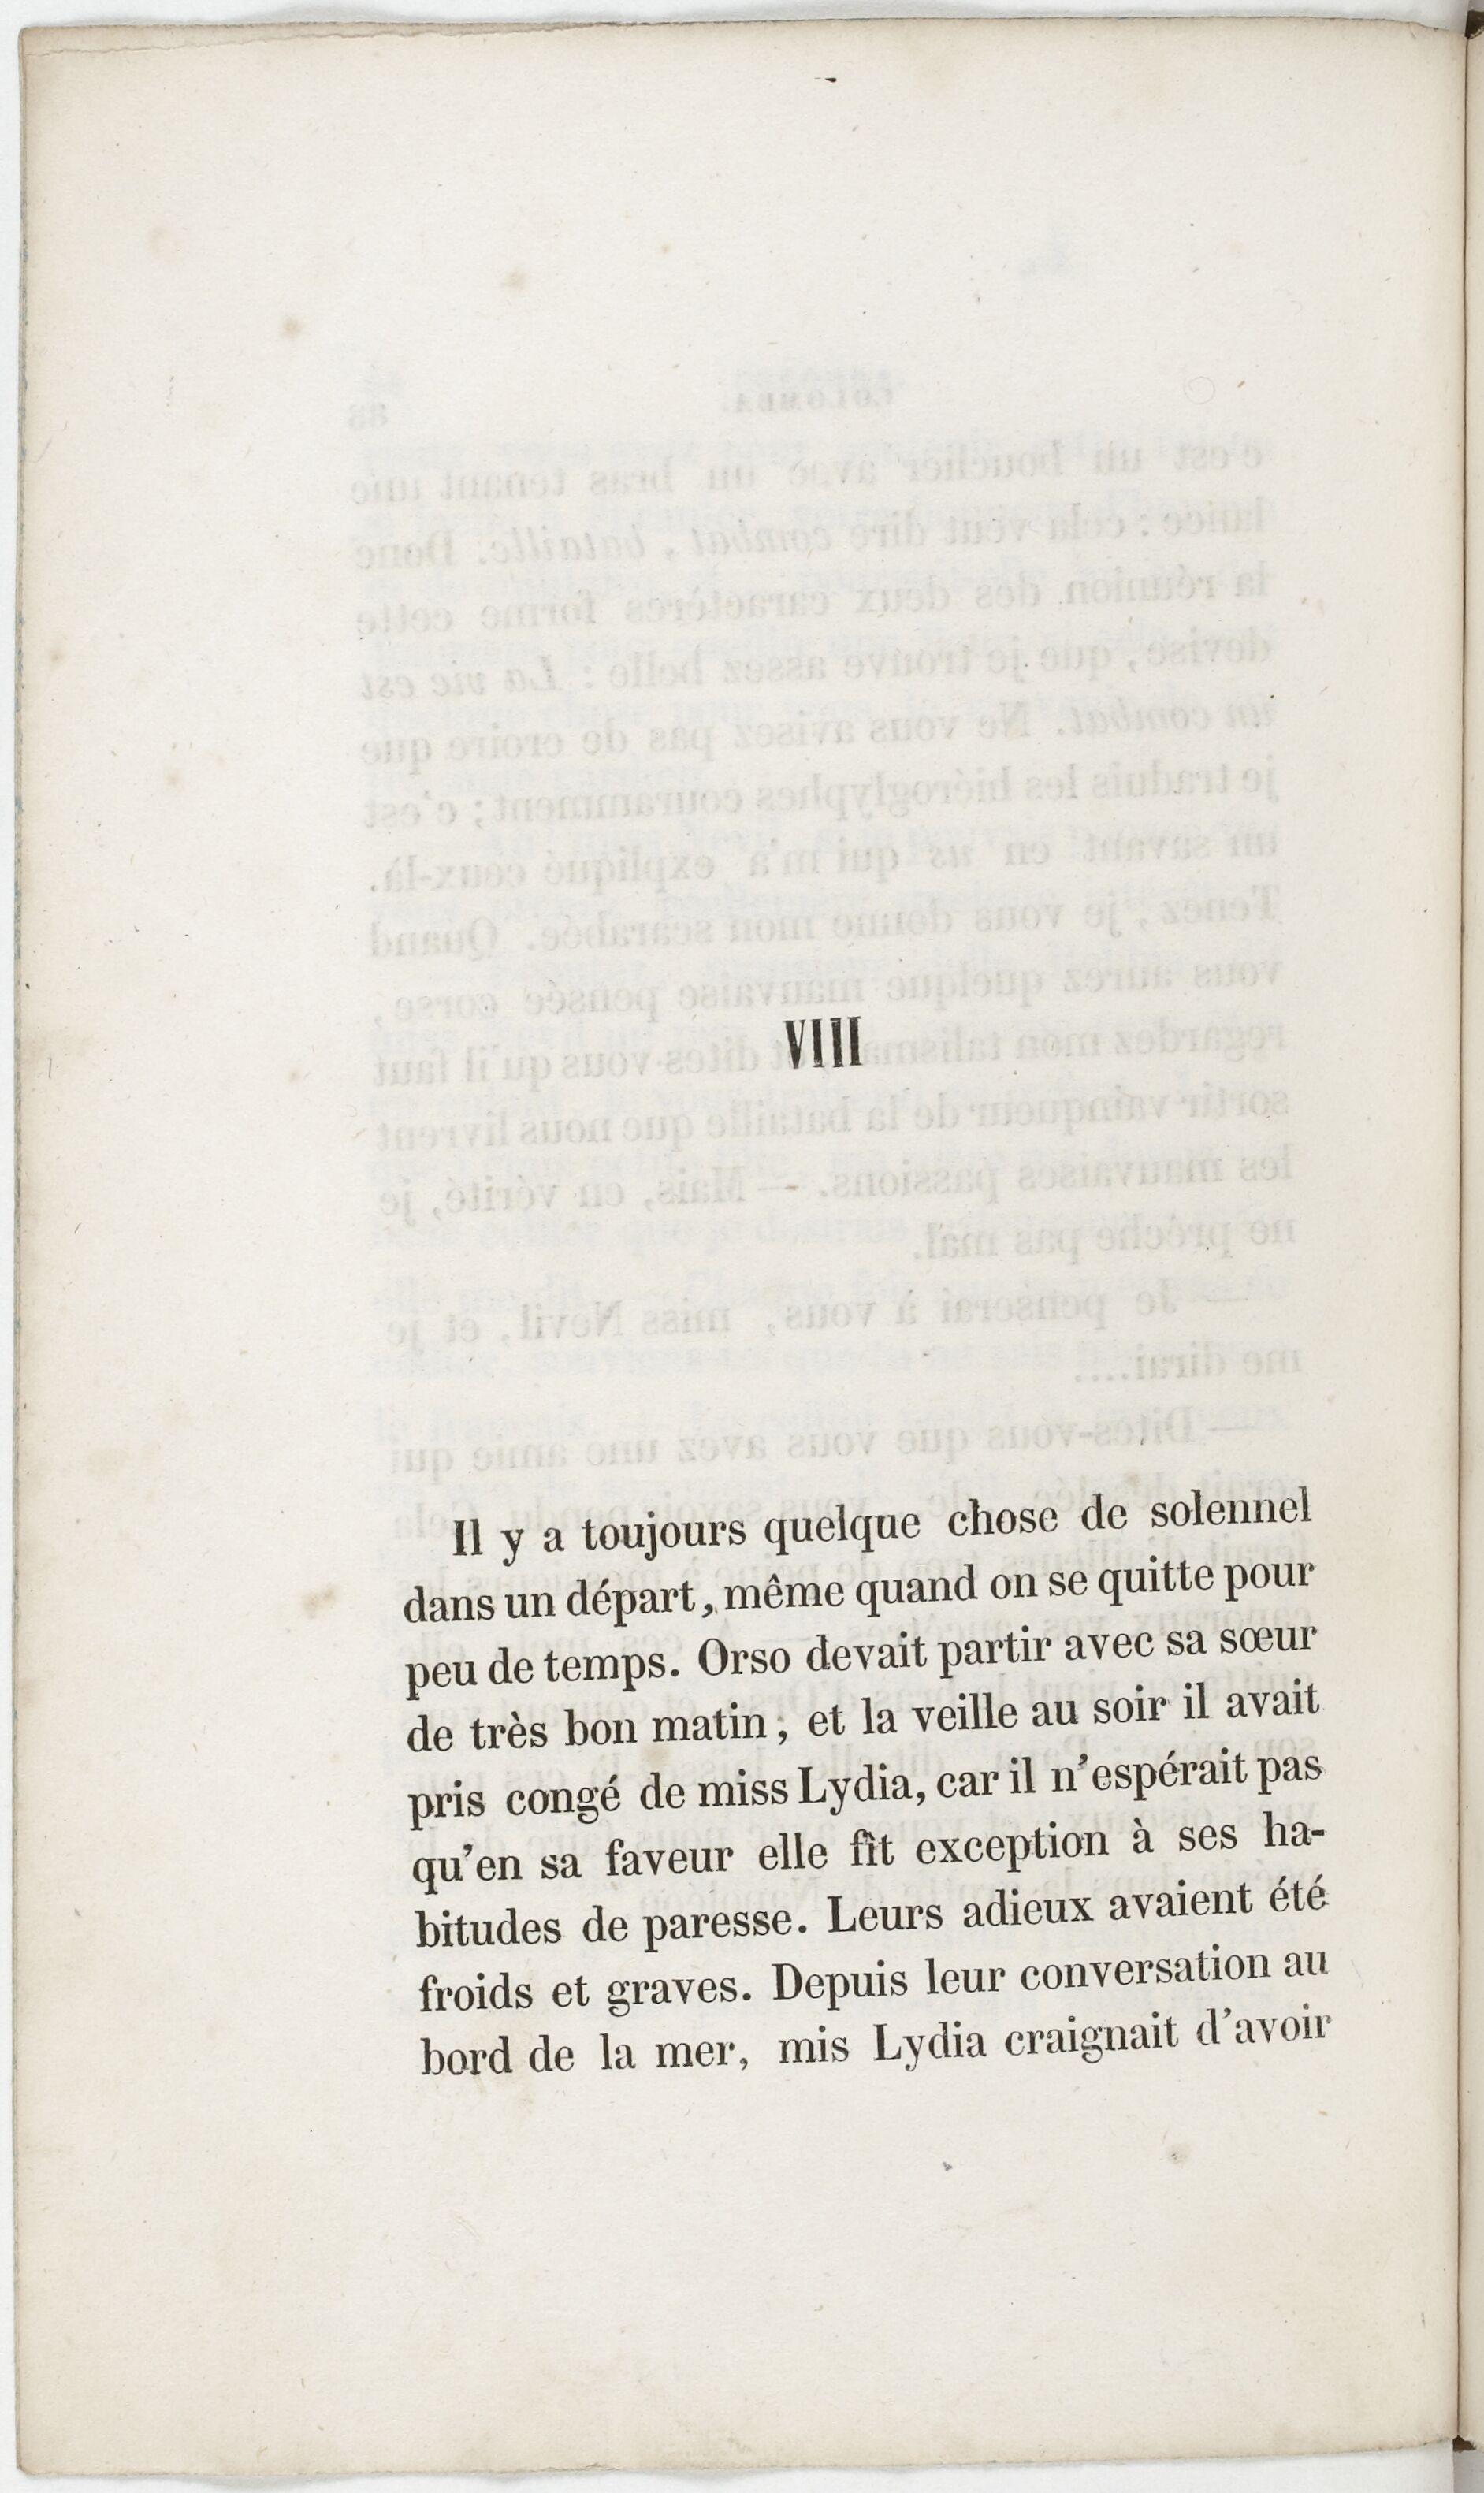 VIII
Il y a toujours quelque chose de solennel
dans un départ, même quand on se quitte pour
peu de temps. Orso devait partir avec sa sœur
de très bon matin, et la veille au soir il avait
pris congé de miss Lydia, car il n'espérait pas
qu'en sa faveur elle fît exception à ses ha-
bitudes de paresse. Leurs adieux avaient été
froids et graves. Depuis leur conversation au
bord de la mer, mis Lydia craignait d'avoir